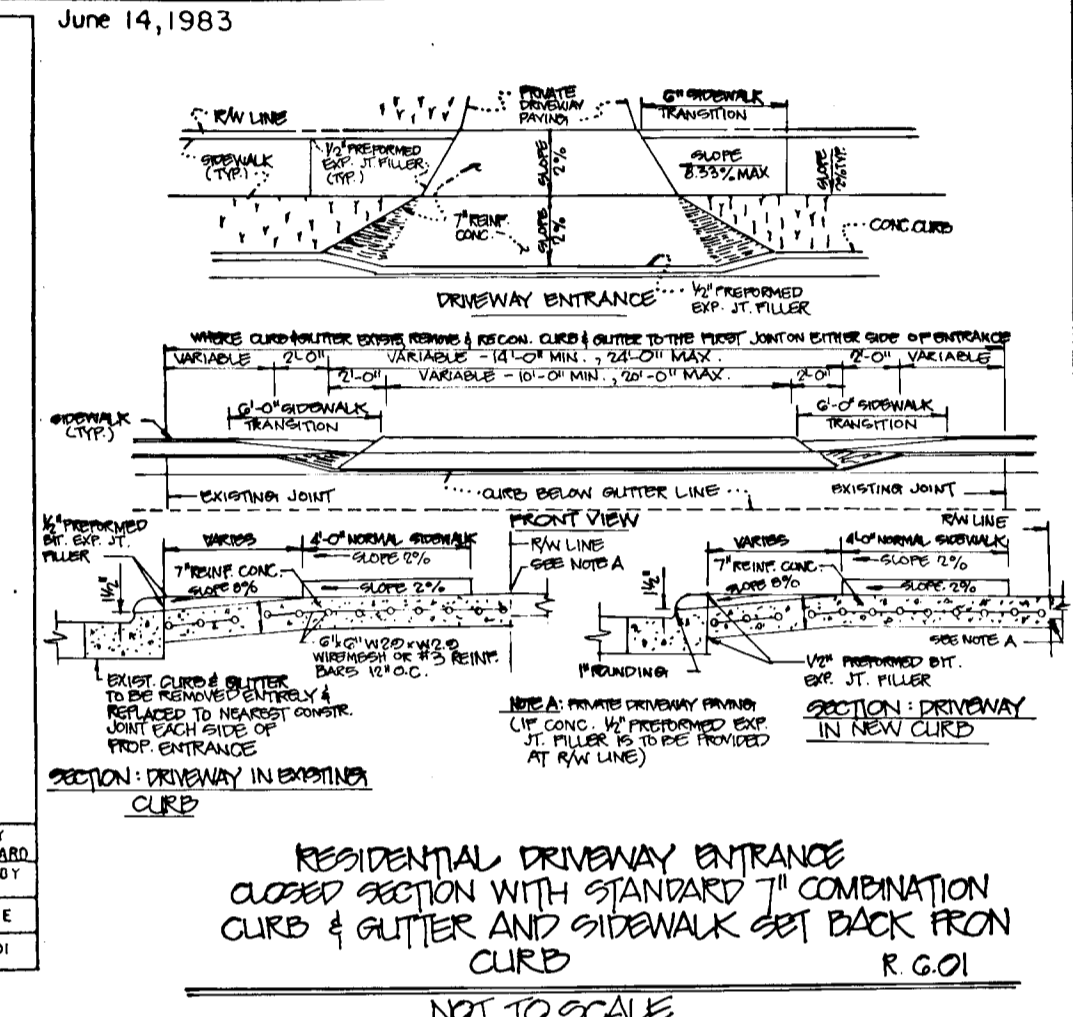 June 14, 1983
PRIVATE
DRIVEWAY
PAVING
6" SIDEWALK
TRANSITION
R/W LINE
SIDEWALK
(TYP.)
1/2" PREFORMED
EXP. JT. FILLER
(TYP.)
SLOPE
2%
SLOPE
8.33% MAX
SLOPE
2% TYP.
7" REINF.
CONC.
SLOPE
2%
CONC. CURB
DRIVEWAY ENTRANCE
1/2" PREFORMED
EXP. JT. FILLER
WHERE CURB & GUTTER EXISTS, REMOVE & RECON. CURB & GUTTER TO THE FIRST JOINT ON EITHER SIDE OF ENTRANCE
VARIABLE 2'-0" VARIABLE - 14'-0" MIN., 24'-0" MAX. 2'-0" VARIABLE
2'-0" VARIABLE - 10'-0" MIN., 20'-0" MAX. 2'-0"
SIDEWALK
(TYP.)
6'-0" SIDEWALK
TRANSITION
6'-0" SIDEWALK
TRANSITION
EXISTING JOINT
CURB BELOW GUTTER LINE
EXISTING JOINT
FRONT VIEW
1/2" PREFORMED
BIT. EXP. JT.
FILLER
VARIES
4'-0" NORMAL SIDEWALK
SLOPE 2%
R/W LINE
SEE NOTE A
7" REINF. CONC.
SLOPE 8%
SLOPE 2%
1 1/2"
6"x6" W2.9 x W2.9
WIREMESH OR #3 REINF.
BARS 12" O.C.
EXIST. CURB & GUTTER
TO BE REMOVED ENTIRELY &
REPLACED TO NEAREST CONSTR.
JOINT EACH SIDE OF
PROP. ENTRANCE
SECTION: DRIVEWAY IN EXISTING
CURB
R/W LINE
VARIES
4'-0" NORMAL SIDEWALK
SLOPE 2%
7" REINF. CONC.
SLOPE 8%
SLOPE 2%
1 1/2"
SEE NOTE A
1" ROUNDING
1/2" PREFORMED BIT.
EXP. JT. FILLER
NOTE A: PRIVATE DRIVEWAY PAVING
(IF CONC. 1/2" PREFORMED EXP.
JT. FILLER IS TO BE PROVIDED
AT R/W LINE)
SECTION: DRIVEWAY
IN NEW CURB
RESIDENTIAL DRIVEWAY ENTRANCE
CLOSED SECTION WITH STANDARD 7" COMBINATION
CURB & GUTTER AND SIDEWALK SET BACK FRON
CURB
R. 6.01
NOT TO SCALE